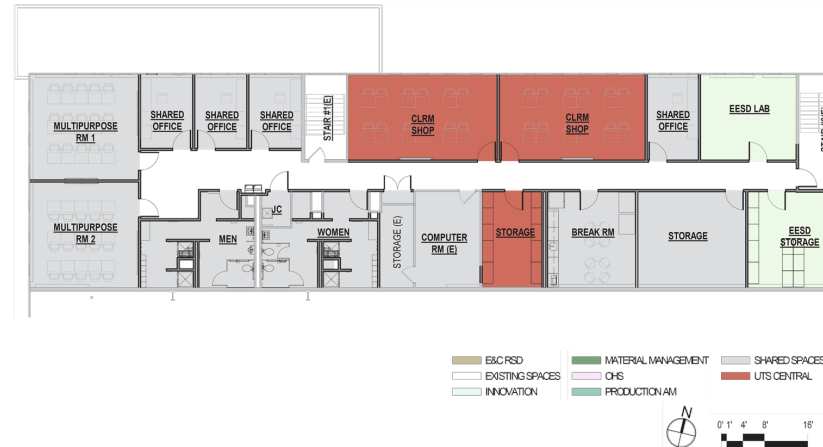 MULTIPURPOSE
RM 1
SHARED
OFFICE
SHARED
OFFICE
SHARED
OFFICE
STAIR #1(E)
CLRM
SHOP
CLRM
SHOP
SHARED
OFFICE
EESD LAB
MULTIPURPOSE
RM 2
MEN
JC
WOMEN
STORAGE (E)
COMPUTER
RM (E)
STORAGE
BREAK RM
STORAGE
EESD
STORAGE
E&C RSD
EXISTING SPACES
INNOVATION
MATERIAL MANAGEMENT
OHS
PRODUCTION AM
SHARED SPACES
UTS CENTRAL
N
0' 1' 4' 8' 16'